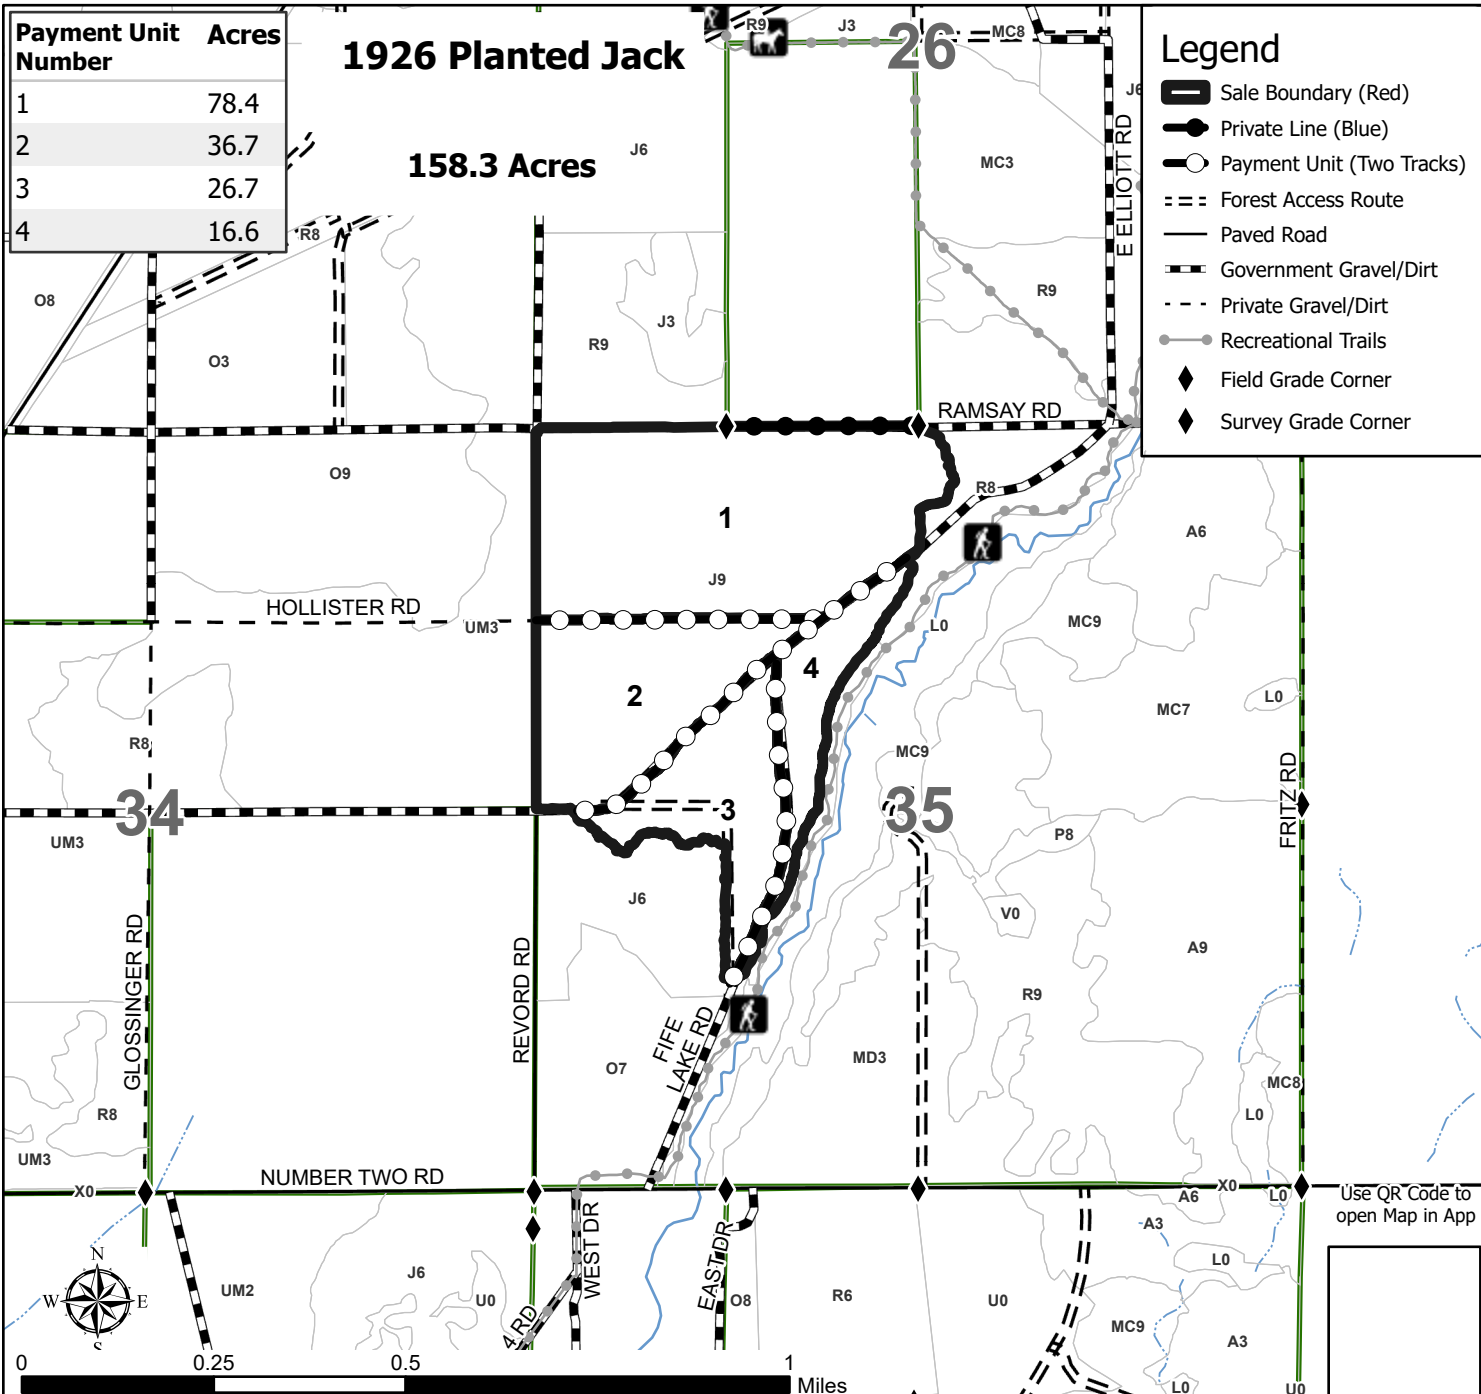 Payment Unit Number Acres
1 78.4
2 36.7
3 26.7
4 16.6
1926 Planted Jack
158.3 Acres
Legend
Sale Boundary (Red)
Private Line (Blue)
Payment Unit (Two Tracks)
Forest Access Route
Paved Road
Government Gravel/Dirt
Private Gravel/Dirt
Recreational Trails
Field Grade Corner
Survey Grade Corner
R9
J3
26
MC8
J6
E ELLIOTT RD
J6
MC3
R8
O8
O3
R9
J3
R9
RAMSAY RD
O9
1
R8
A6
J9
HOLLISTER RD
UM3
L0
MC9
2
4
MC7
L0
R8
MC9
FRITZ RD
34
3
35
UM3
P8
J6
V0
A9
GLOSSINGER RD
REVORD RD
R9
FIFE
LAKE RD
O7
MD3
MC8
L0
R8
UM3
X0
NUMBER TWO RD
X0
A6
L0
Use QR Code to
open Map in App
A3
WEST DR
EAST DR
L0
N
W E
S
UM2
J6
U0
4 RD
O8
R6
U0
MC9
A3
L0
U0
0 0.25 0.5 1
Miles